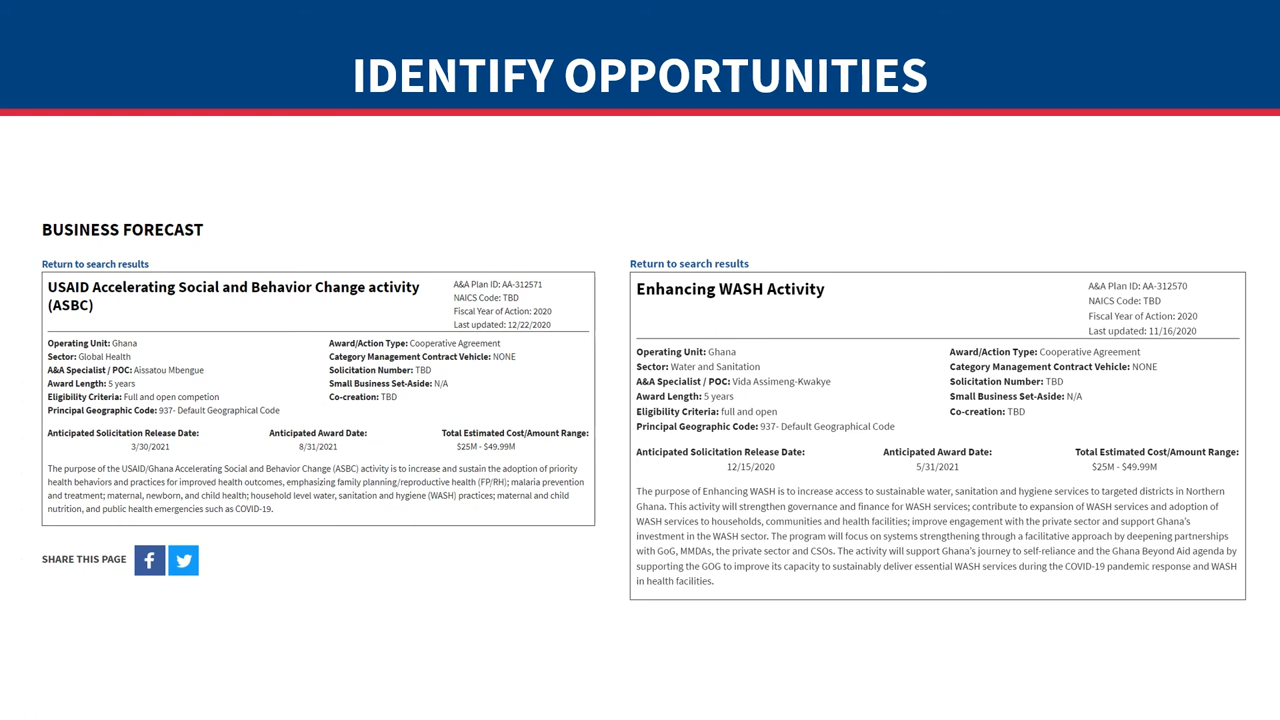 IDENTIFY OPPORTUNITIES
BUSINESS FORECAST
Return to search results
USAID Accelerating Social and Behavior Change activity
(ASBC)
A&A Plan ID: AA-312571
NAICS Code: TBD
Fiscal Year of Action: 2020
Last updated: 12/22/2020
Operating Unit: Ghana
Sector: Global Health
A&A Specialist / POC: Aissatou Mbengue
Award Length: 5 years
Eligibility Criteria: Full and open competion
Principal Geographic Code: 937- Default Geographical Code
Award/Action Type: Cooperative Agreement
Category Management Contract Vehicle: NONE
Solicitation Number: TBD
Small Business Set-Aside: N/A
Co-creation: TBD
Anticipated Solicitation Release Date: Anticipated Award Date: Total Estimated Cost/Amount Range:
3/30/2021 8/31/2021 $25M - $49.99M
The purpose of the USAID/Ghana Accelerating Social and Behavior Change (ASBC) activity is to increase and sustain the adoption of priority
health behaviors and practices for improved health outcomes, emphasizing family planning/reproductive health (FP/RH); malaria prevention
and treatment; maternal, newborn, and child health; household level water, sanitation and hygiene (WASH) practices; maternal and child
nutrition, and public health emergencies such as COVID-19.
SHARE THIS PAGE
Return to search results
Enhancing WASH Activity
A&A Plan ID: AA-312570
NAICS Code: TBD
Fiscal Year of Action: 2020
Last updated: 11/16/2020
Operating Unit: Ghana
Sector: Water and Sanitation
A&A Specialist / POC: Vida Assimeng-Kwakye
Award Length: 5 years
Eligibility Criteria: full and open
Principal Geographic Code: 937- Default Geographical Code
Award/Action Type: Cooperative Agreement
Category Management Contract Vehicle: NONE
Solicitation Number: TBD
Small Business Set-Aside: N/A
Co-creation: TBD
Anticipated Solicitation Release Date: Anticipated Award Date: Total Estimated Cost/Amount Range:
12/15/2020 5/31/2021 $25M - $49.99M
The purpose of Enhancing WASH is to increase access to sustainable water, sanitation and hygiene services to targeted districts in Northern
Ghana. This activity will strengthen governance and finance for WASH services; contribute to expansion of WASH services and adoption of
WASH services to households, communities and health facilities; improve engagement with the private sector and support Ghana's
investment in the WASH sector. The program will focus on systems strengthening through a facilitative approach by deepening partnerships
with GoG, MMDAs, the private sector and CSOs. The activity will support Ghana's journey to self-reliance and the Ghana Beyond Aid agenda by
supporting the GOG to improve its capacity to sustainably deliver essential WASH services during the COVID-19 pandemic response and WASH
in health facilities.